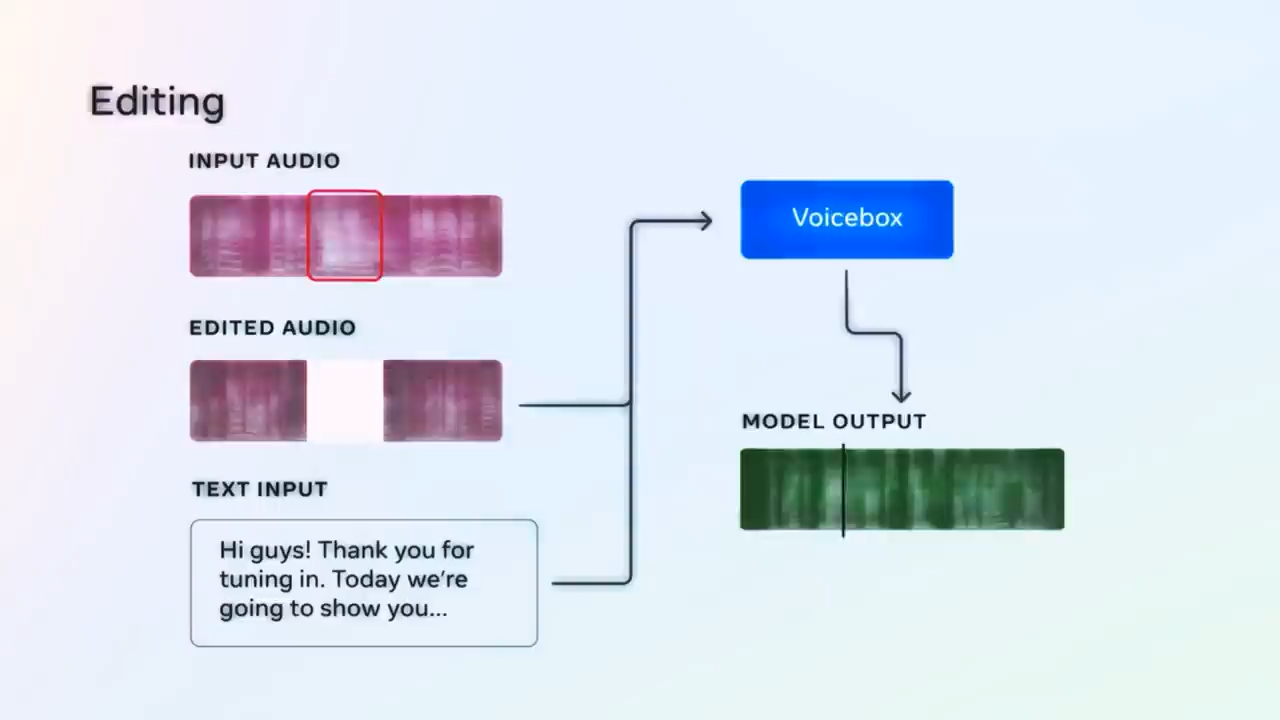 Editing
INPUT AUDIO
EDITED AUDIO
TEXT INPUT
Hi guys! Thank you for
tuning in. Today we're
going to show you...
Voicebox
MODEL OUTPUT